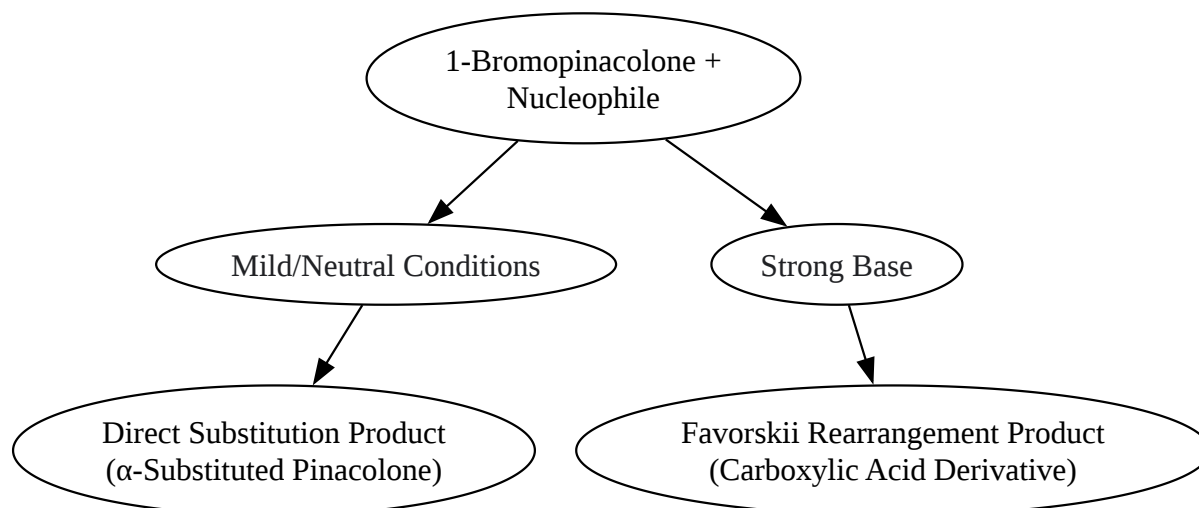 1-Bromopinacolone +
Nucleophile
Mild/Neutral Conditions
Strong Base
Direct Substitution Product
(α-Substituted Pinacolone)
Favorskii Rearrangement Product
(Carboxylic Acid Derivative)